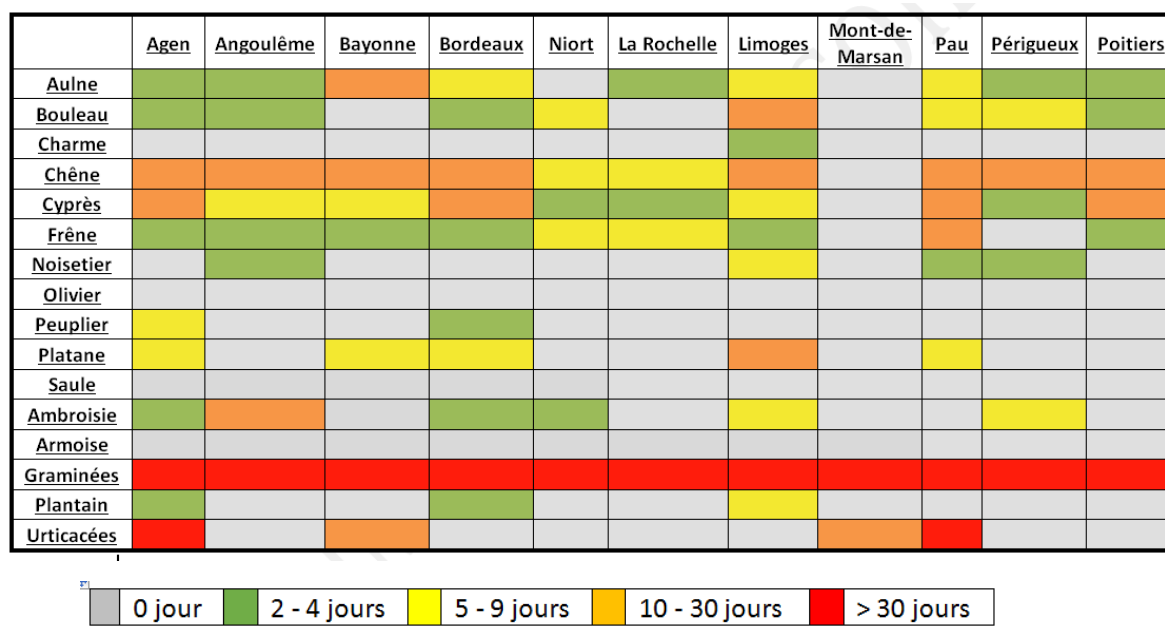 Agen Angoulême Bayonne Bordeaux Niort La Rochelle Limoges Mont-de-Marsan Pau Périgueux Poitiers
Aulne
Bouleau
Charme
Chêne
Cyprès
Frêne
Noisetier
Olivier
Peuplier
Platane
Saule
Ambroisie
Armoise
Graminées
Plantain
Urticacées
0 jour 2 - 4 jours 5 - 9 jours 10 - 30 jours > 30 jours